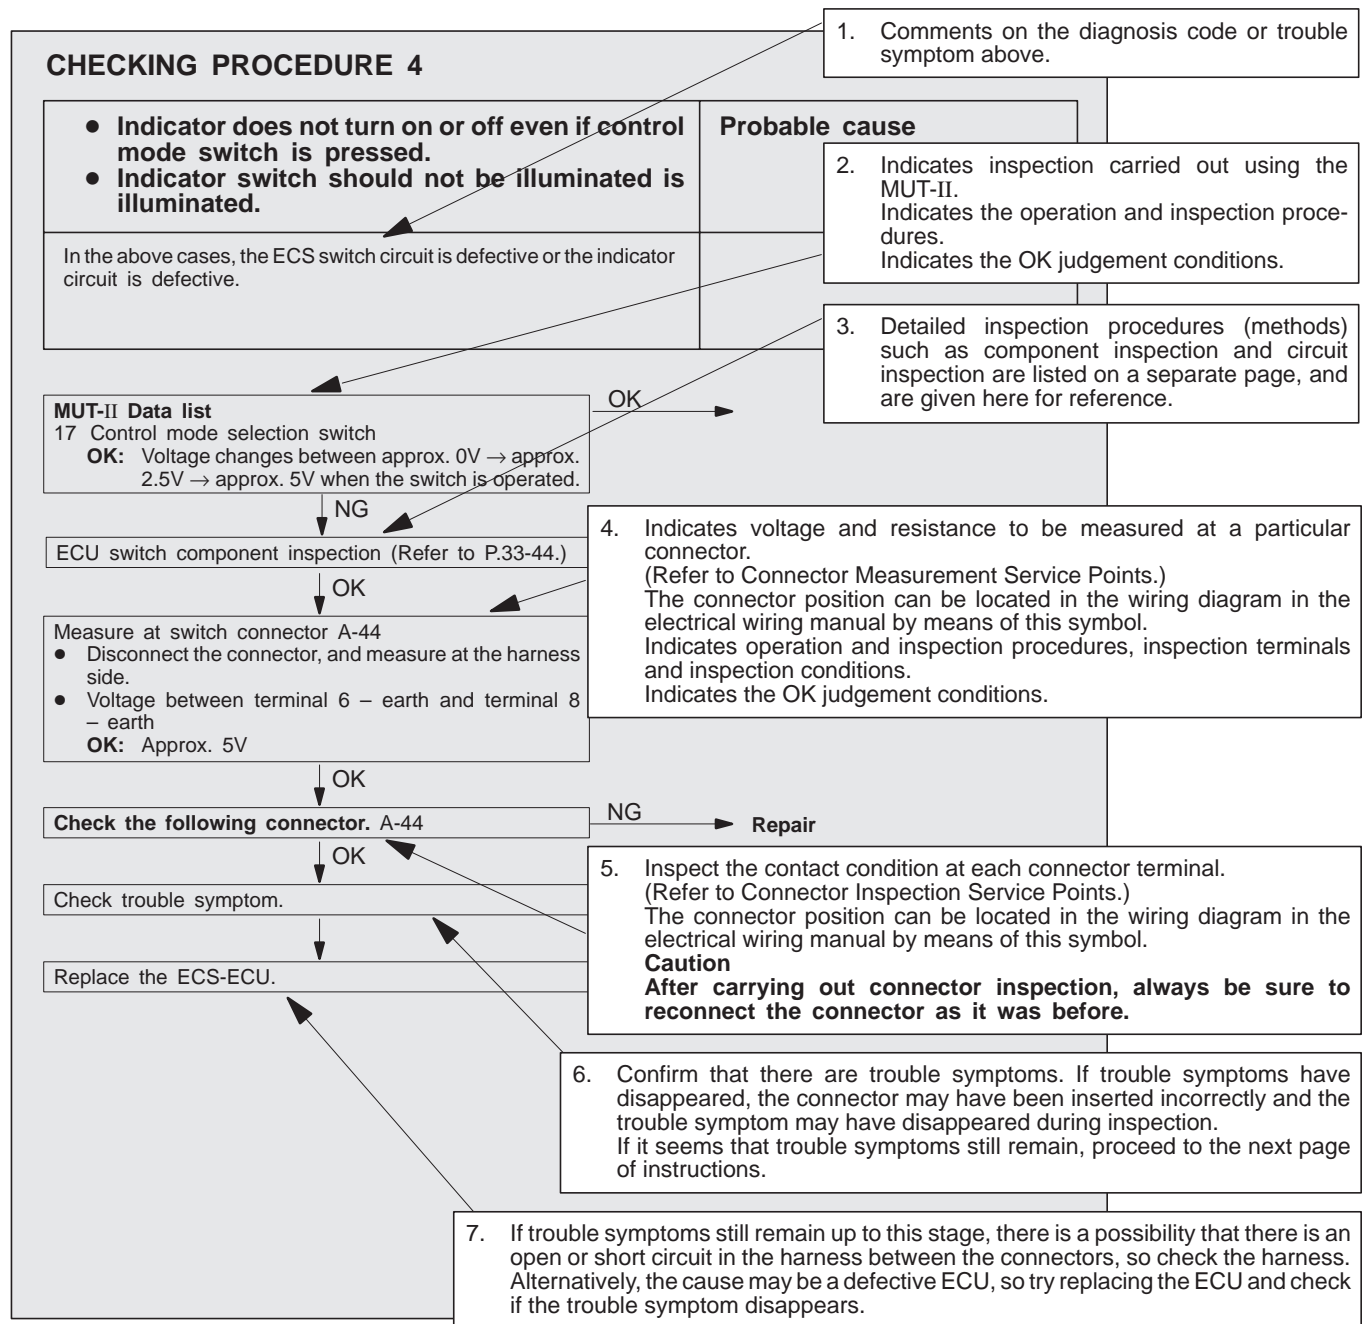 CHECKING PROCEDURE 4
● Indicator does not turn on or off even if control
mode switch is pressed.
● Indicator switch should not be illuminated is
illuminated.
Probable cause
In the above cases, the ECS switch circuit is defective or the indicator
circuit is defective.
1. Comments on the diagnosis code or trouble
symptom above.
2. Indicates inspection carried out using the
MUT-II.
Indicates the operation and inspection proce-
dures.
Indicates the OK judgement conditions.
3. Detailed inspection procedures (methods)
such as component inspection and circuit
inspection are listed on a separate page, and
are given here for reference.
MUT-II Data list
17 Control mode selection switch
OK: Voltage changes between approx. 0V → approx.
2.5V → approx. 5V when the switch is operated.
OK
NG
ECU switch component inspection (Refer to P.33-44.)
OK
Measure at switch connector A-44
● Disconnect the connector, and measure at the harness
side.
● Voltage between terminal 6 – earth and terminal 8
– earth
OK: Approx. 5V
4. Indicates voltage and resistance to be measured at a particular
connector.
(Refer to Connector Measurement Service Points.)
The connector position can be located in the wiring diagram in the
electrical wiring manual by means of this symbol.
Indicates operation and inspection procedures, inspection terminals
and inspection conditions.
Indicates the OK judgement conditions.
OK
Check the following connector. A-44
NG
Repair
OK
Check trouble symptom.
Replace the ECS-ECU.
5. Inspect the contact condition at each connector terminal.
(Refer to Connector Inspection Service Points.)
The connector position can be located in the wiring diagram in the
electrical wiring manual by means of this symbol.
Caution
After carrying out connector inspection, always be sure to
reconnect the connector as it was before.
6. Confirm that there are trouble symptoms. If trouble symptoms have
disappeared, the connector may have been inserted incorrectly and the
trouble symptom may have disappeared during inspection.
If it seems that trouble symptoms still remain, proceed to the next page
of instructions.
7. If trouble symptoms still remain up to this stage, there is a possibility that there is an
open or short circuit in the harness between the connectors, so check the harness.
Alternatively, the cause may be a defective ECU, so try replacing the ECU and check
if the trouble symptom disappears.